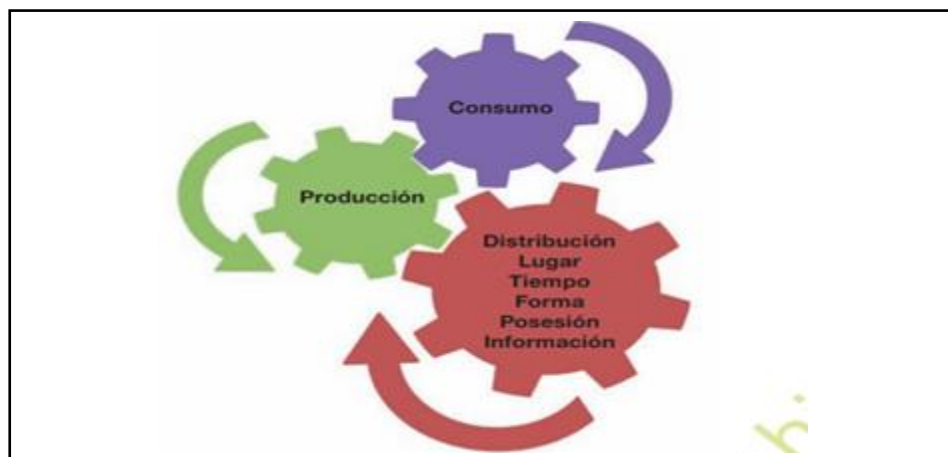 Consumo
Producción
Distribución
Lugar
Tiempo
Forma
Posesión
Información